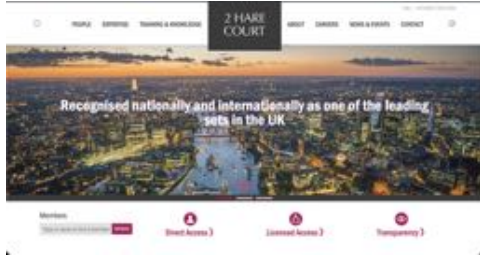 PEOPLE EXPERTISE TRAINING & KNOWLEDGE
2 HARE
COURT
ABOUT CAREERS NEWS & EVENTS CONTACT
Recognised nationally and internationally as one of the leading
sets in the UK
Members
Direct Access
Licensed Access
Transparency